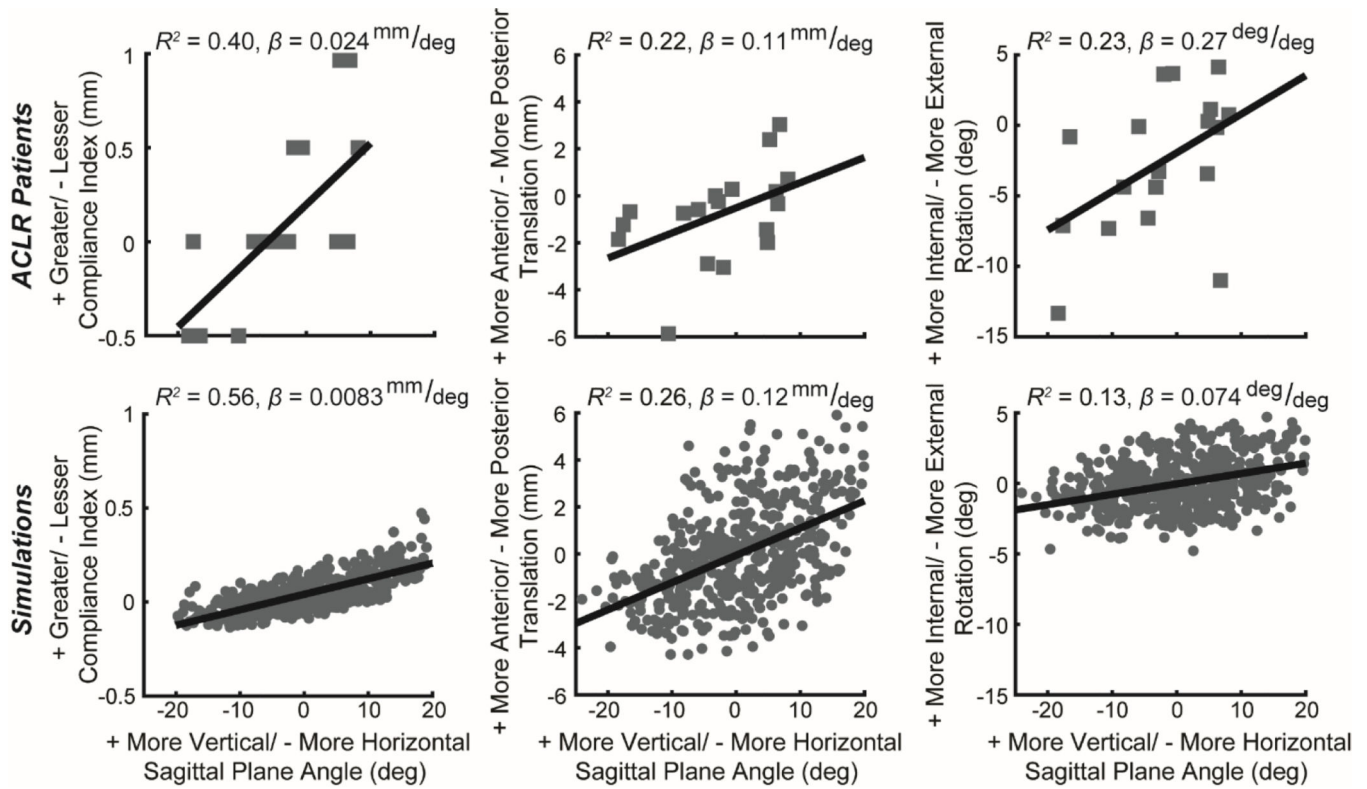 ACLR Patients
+ Greater/ - Lesser
Compliance Index (mm)
R² = 0.40, β = 0.024 mm/deg
1
0.5
0
-0.5
+ More Anterior/ - More Posterior
Translation (mm)
R² = 0.22, β = 0.11 mm/deg
6
4
2
0
-2
-4
-6
+ More Internal/ - More External
Rotation (deg)
R² = 0.23, β = 0.27 deg/deg
5
0
-5
-10
-15
Simulations
+ Greater/ - Lesser
Compliance Index (mm)
R² = 0.56, β = 0.0083 mm/deg
1
0.5
0
-0.5
-20 -10 0 10 20
+ More Vertical/ - More Horizontal
Sagittal Plane Angle (deg)
+ More Anterior/ - More Posterior
Translation (mm)
R² = 0.26, β = 0.12 mm/deg
6
4
2
0
-2
-4
-6
-20 -10 0 10 20
+ More Vertical/ - More Horizontal
Sagittal Plane Angle (deg)
+ More Internal/ - More External
Rotation (deg)
R² = 0.13, β = 0.074 deg/deg
5
0
-5
-10
-15
-20 -10 0 10 20
+ More Vertical/ - More Horizontal
Sagittal Plane Angle (deg)